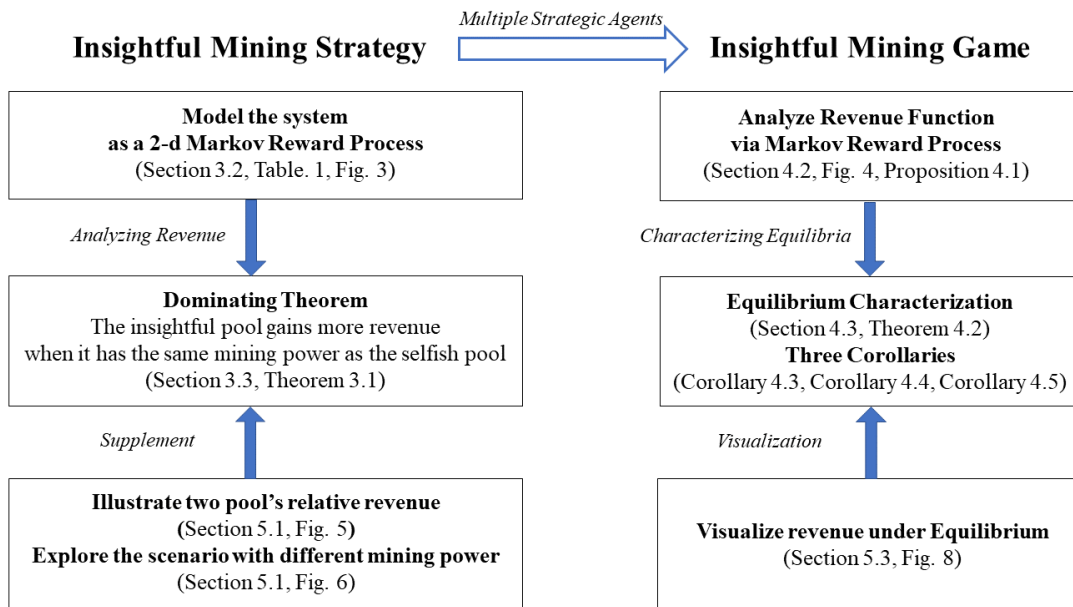 Multiple Strategic Agents
Insightful Mining Strategy
Insightful Mining Game
Model the system
as a 2-d Markov Reward Process
(Section 3.2, Table. 1, Fig. 3)
Analyzing Revenue
Dominating Theorem
The insightful pool gains more revenue
when it has the same mining power as the selfish pool
(Section 3.3, Theorem 3.1)
Supplement
Illustrate two pool's relative revenue
(Section 5.1, Fig. 5)
Explore the scenario with different mining power
(Section 5.1, Fig. 6)
Analyze Revenue Function
via Markov Reward Process
(Section 4.2, Fig. 4, Proposition 4.1)
Characterizing Equilibria
Equilibrium Characterization
(Section 4.3, Theorem 4.2)
Three Corollaries
(Corollary 4.3, Corollary 4.4, Corollary 4.5)
Visualization
Visualize revenue under Equilibrium
(Section 5.3, Fig. 8)